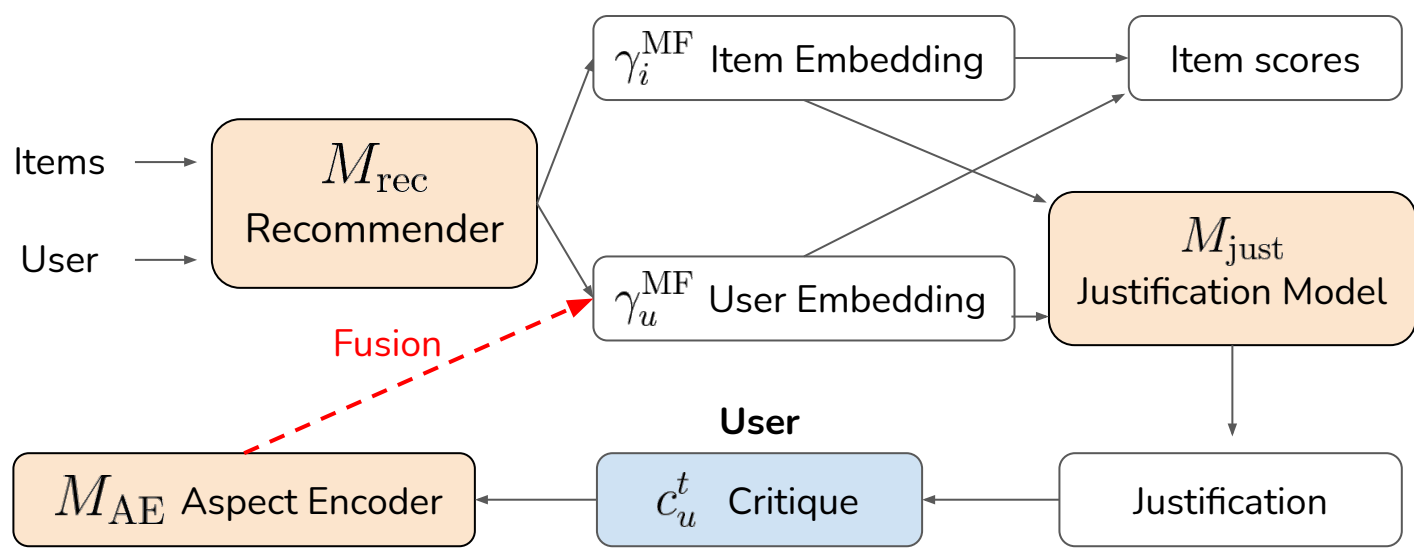 γ_i^MF Item Embedding
Item scores
Items
M_rec
Recommender
User
M_just
Justification Model
γ_u^MF User Embedding
Fusion
User
M_AE Aspect Encoder
c_u^t Critique
Justification